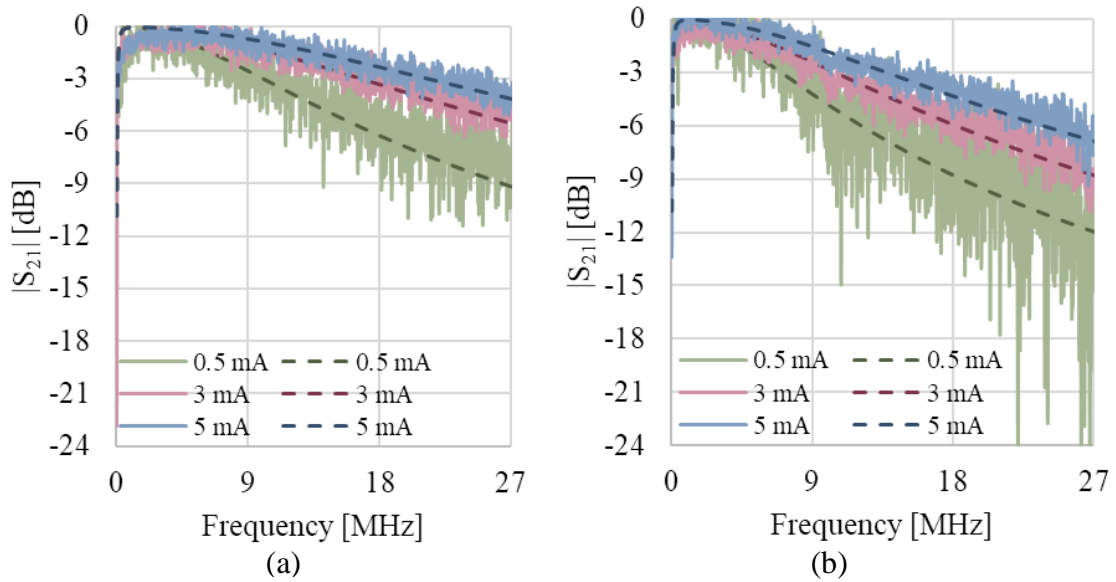 |S21| [dB]
0
-3
-6
-9
-12
-15
-18
-21
-24
0.5 mA 0.5 mA
3 mA 3 mA
5 mA 5 mA
0 9 18 27
Frequency [MHz]
(a)
|S21| [dB]
0
-3
-6
-9
-12
-15
-18
-21
-24
0.5 mA 0.5 mA
3 mA 3 mA
5 mA 5 mA
0 9 18 27
Frequency [MHz]
(b)